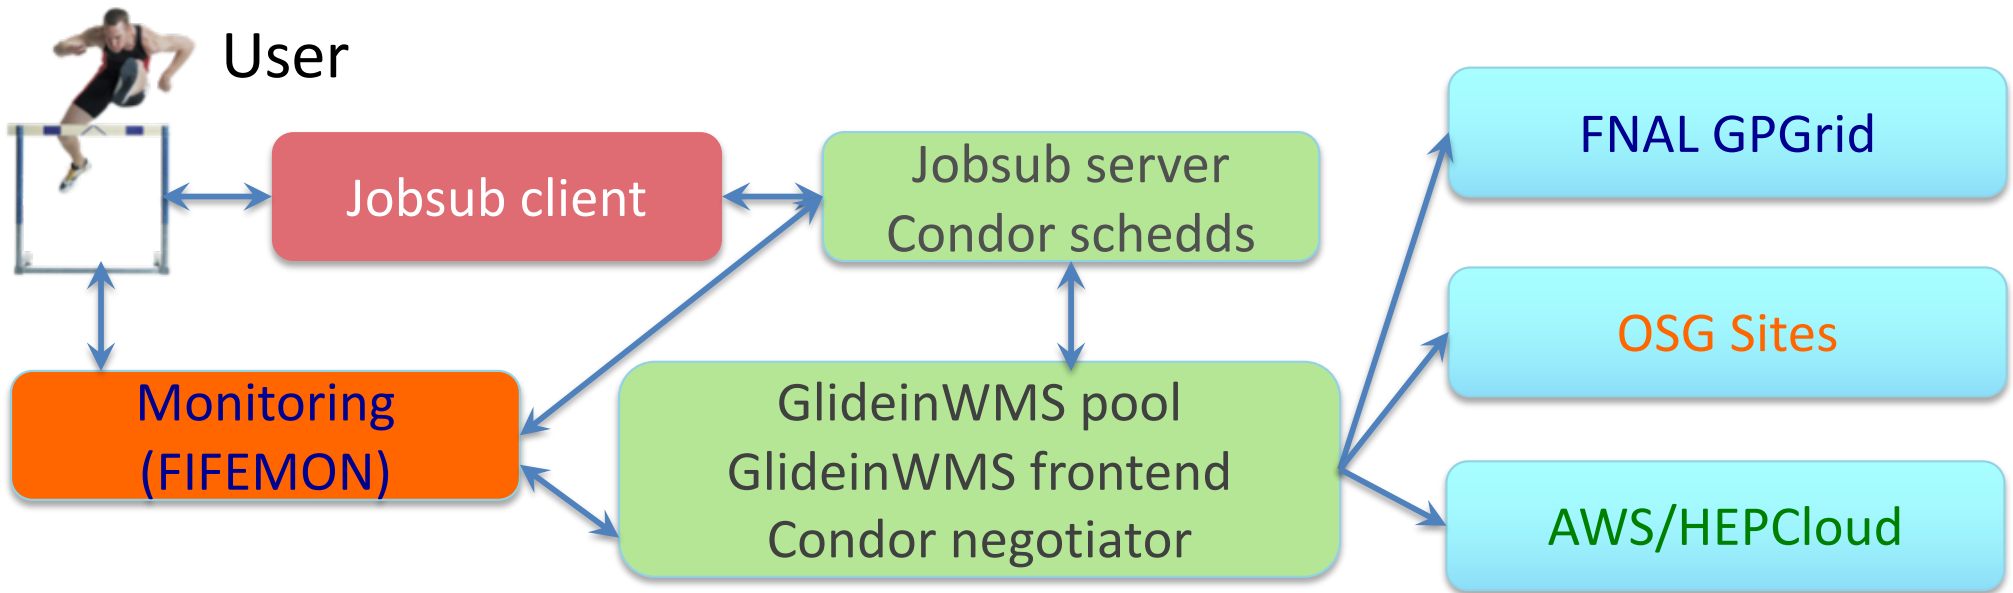 User
Jobsub client
Jobsub server
Condor schedds
FNAL GPGrid
OSG Sites
Monitoring
(FIFEMON)
GlideinWMS pool
GlideinWMS frontend
Condor negotiator
AWS/HEPCloud